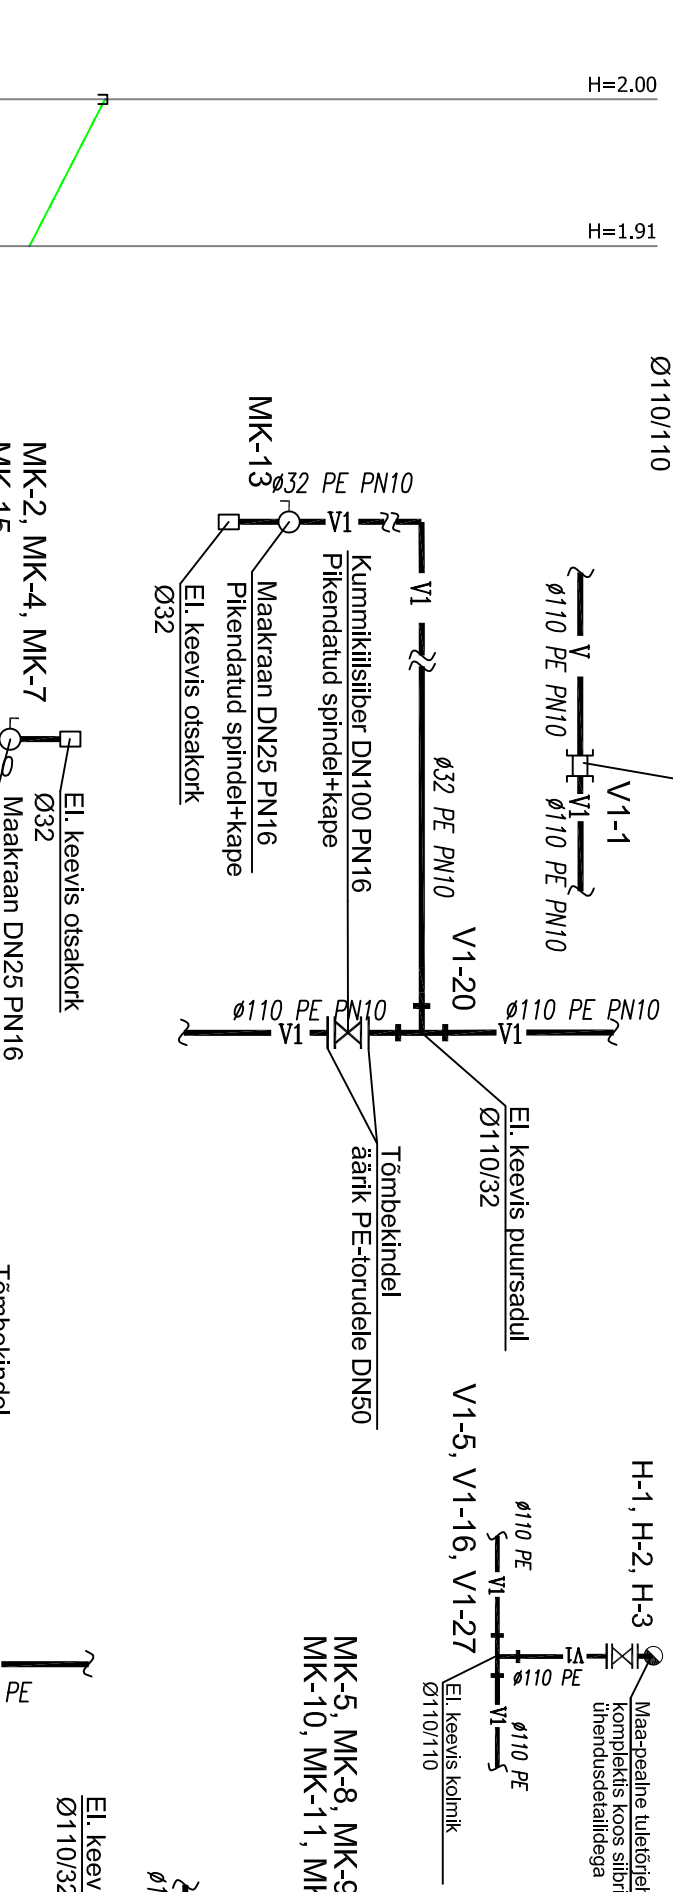 H=2.00
H=1.91
Ø110/110
V1-1
ø110 PE PN10
V
V1
ø110 PE PN10
MK-13
ø32 PE PN10
V1
V1
ø32 PE PN10
V1-20
Kummikiilsiiber DN100 PN16
Pikendatud spindel+kape
Maakraan DN25 PN16
Pikendatud spindel+kape
El. keevis otsakork
Ø32
ø110 PE PN10
V1
ø110 PE PN10
V1
El. keevis puursadul
Ø110/32
Tõmbekindel
äärik PE-torudele DN50
MK-2, MK-4, MK-7
MK-15
El. keevis otsakork
Ø32
Maakraan DN25 PN16
Tõmbekindel
H-1, H-2, H-3
V1-5, V1-16, V1-27
ø110 PE
V1
V1
ø110 PE
V1
ø110 PE
Maa-pealne tuletõrjeh
komplektis koos siibri
ühendusdetailidega
El. keevis kolmik
Ø110/110
MK-5, MK-8, MK-9
MK-10, MK-11, MK
PE
El. keev
Ø110/32
ø1